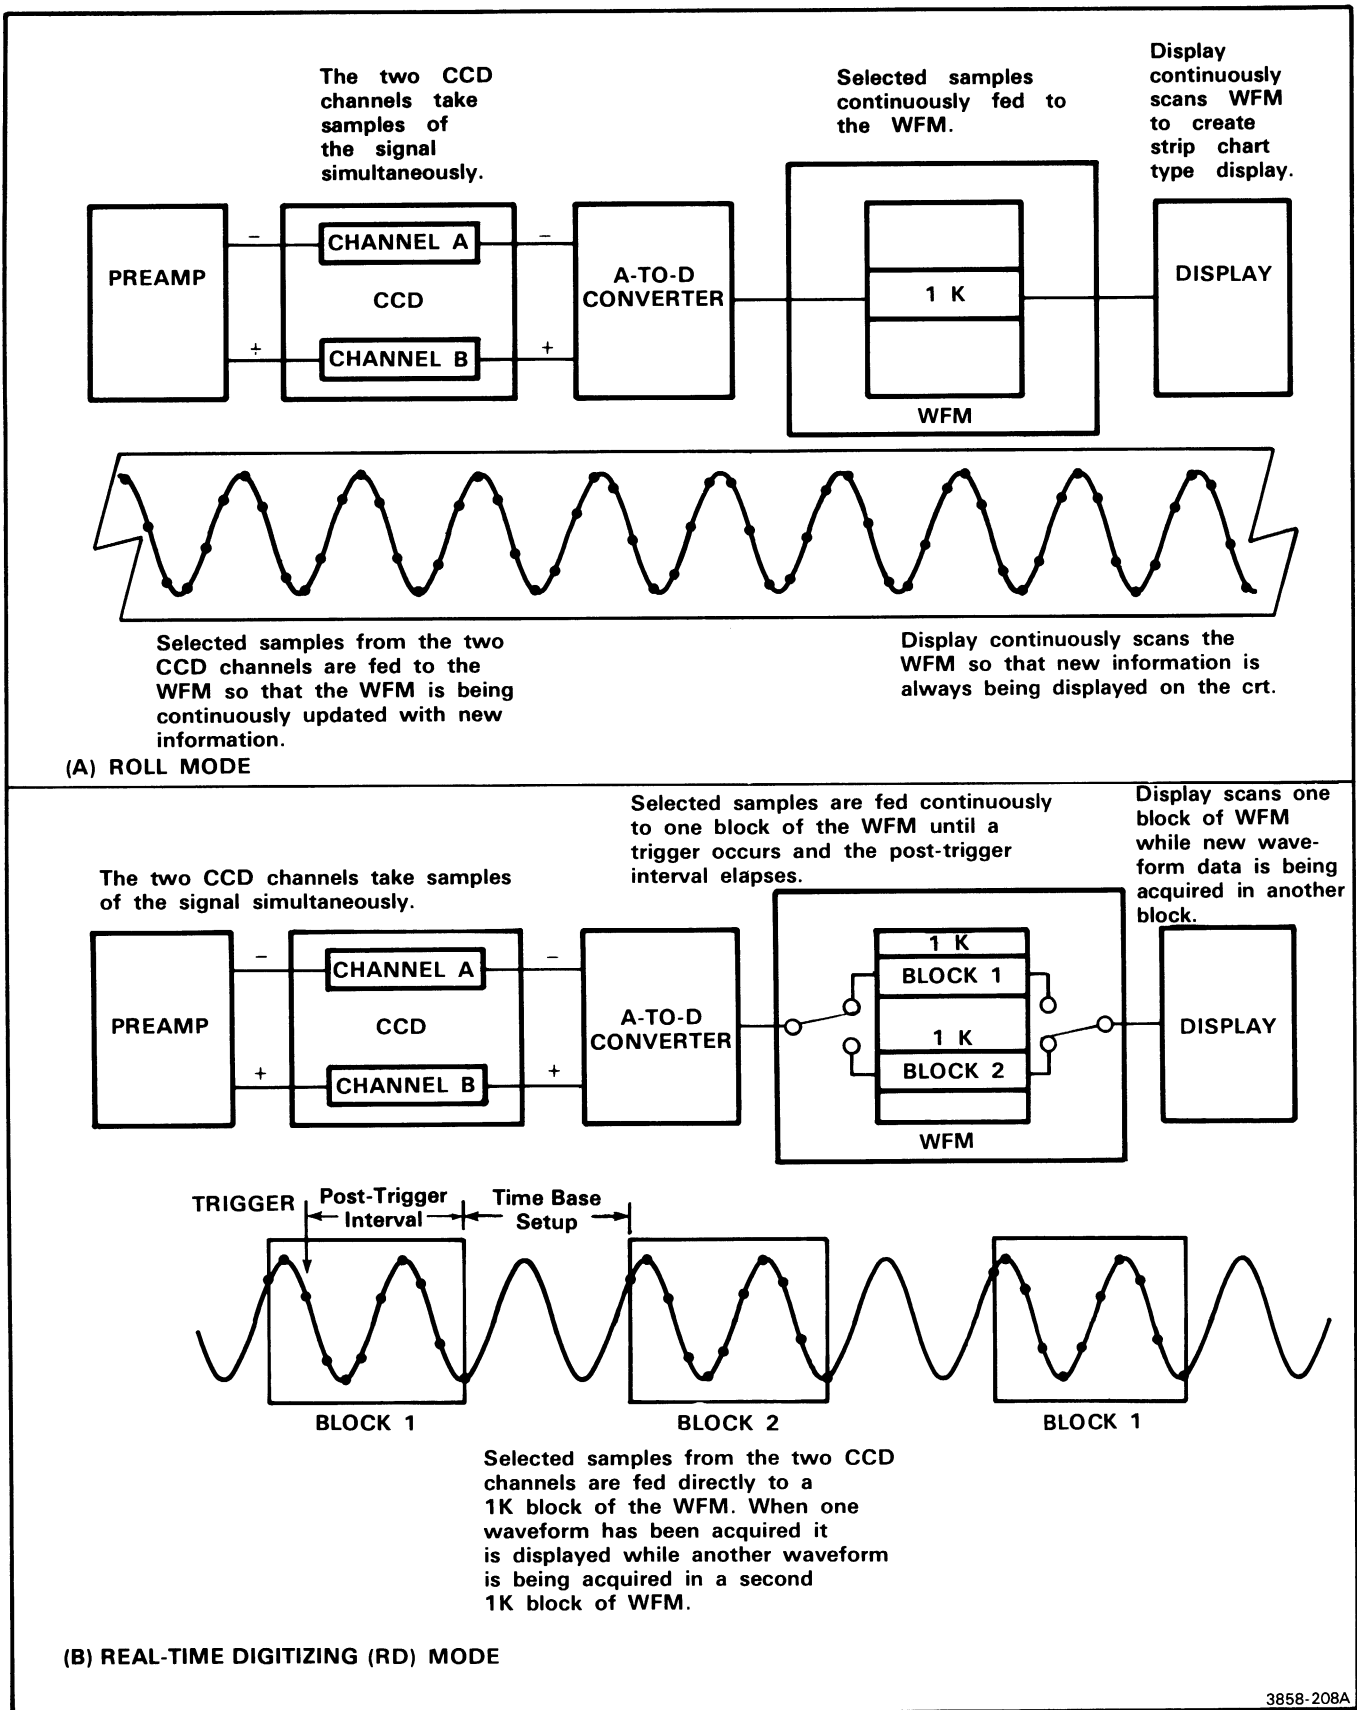 The two CCD
channels take
samples of
the signal
simultaneously.
Selected samples
continuously fed to
the WFM.
Display
continuously
scans WFM
to create
strip chart
type display.
PREAMP
−
+
CHANNEL A
CCD
CHANNEL B
−
+
A-TO-D
CONVERTER
1 K
WFM
DISPLAY
Selected samples from the two
CCD channels are fed to the
WFM so that the WFM is being
continuously updated with new
information.
Display continuously scans the
WFM so that new information is
always being displayed on the crt.
(A) ROLL MODE
The two CCD channels take samples
of the signal simultaneously.
Selected samples are fed continuously
to one block of the WFM until a
trigger occurs and the post-trigger
interval elapses.
Display scans one
block of WFM
while new wave-
form data is being
acquired in another
block.
PREAMP
−
+
CHANNEL A
CCD
CHANNEL B
−
+
A-TO-D
CONVERTER
1 K
BLOCK 1
1 K
BLOCK 2
WFM
DISPLAY
TRIGGER
Post-Trigger
Interval
Time Base
Setup
BLOCK 1
BLOCK 2
BLOCK 1
Selected samples from the two CCD
channels are fed directly to a
1K block of the WFM. When one
waveform has been acquired it
is displayed while another waveform
is being acquired in a second
1K block of WFM.
(B) REAL-TIME DIGITIZING (RD) MODE
3858-208A